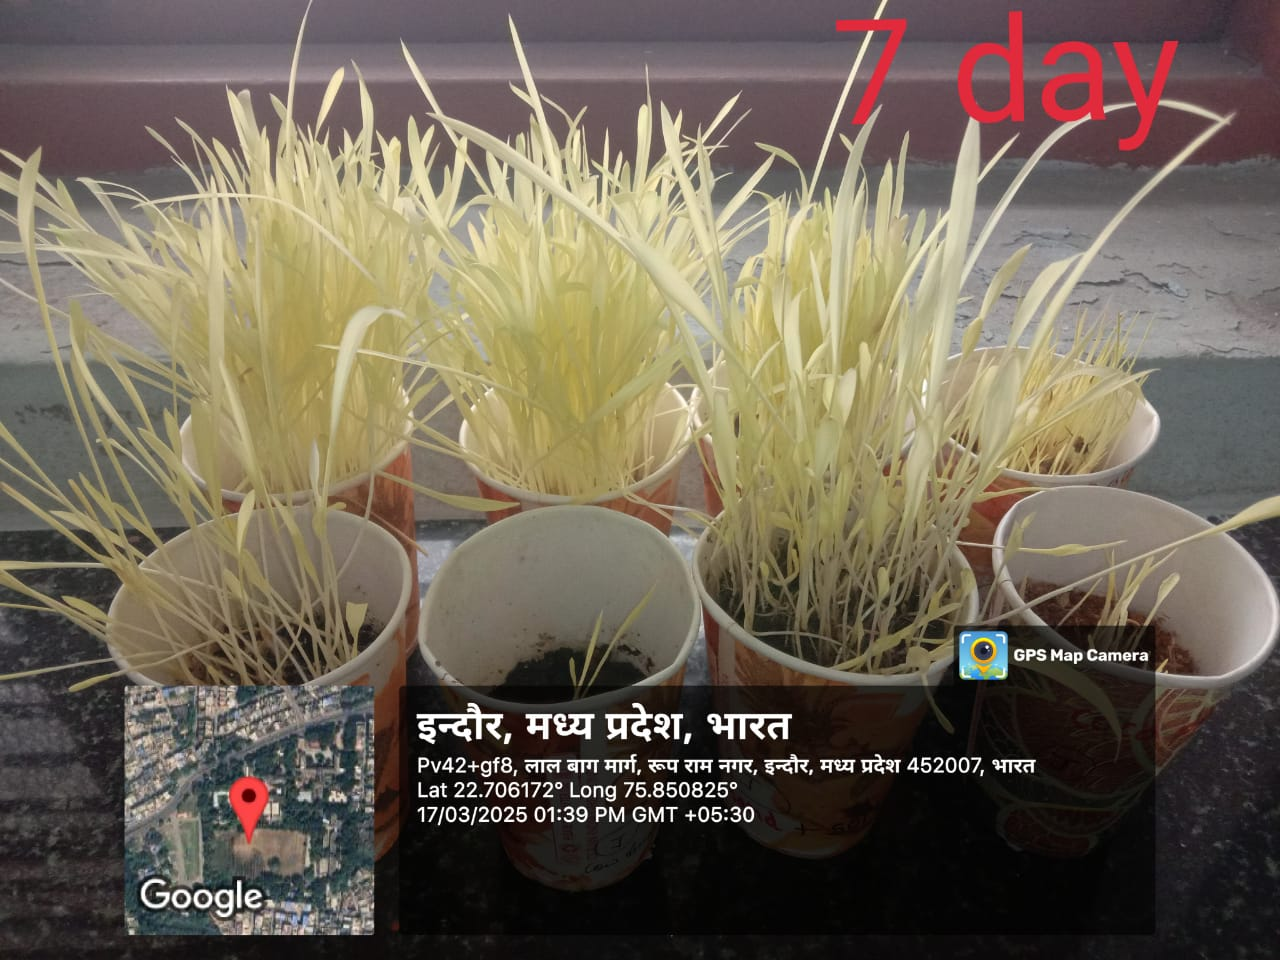 7 day
GPS Map Camera
इन्दौर, मध्य प्रदेश, भारत
Pv42+gf8, लाल बाग मार्ग, रूप राम नगर, इन्दौर, मध्य प्रदेश 452007, भारत
Lat 22.706172° Long 75.850825°
17/03/2025 01:39 PM GMT +05:30
Google